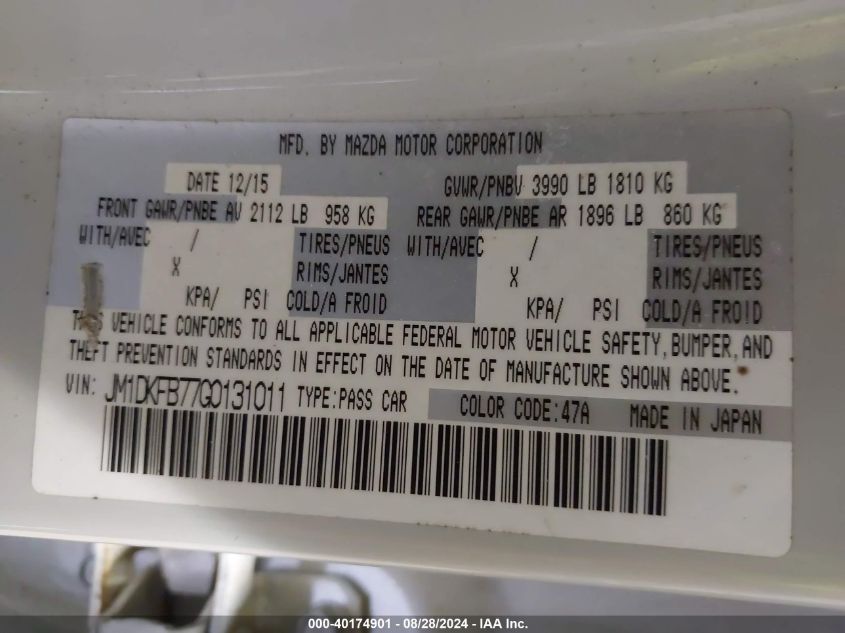 MFD. BY MAZDA MOTOR CORPORATION
DATE 12/15 GVWR/PNBV 3990 LB 1810 KG
FRONT GAWR/PNBE AV 2112 LB 958 KG REAR GAWR/PNBE AR 1896 LB 860 KG
WITH/AVEC / TIRES/PNEUS WITH/AVEC / TIRES/PNEUS
X RIMS/JANTES X RIMS/JANTES
KPA/ PSI COLD/A FROID KPA/ PSI COLD/A FROID
THIS VEHICLE CONFORMS TO ALL APPLICABLE FEDERAL MOTOR VEHICLE SAFETY, BUMPER, AND
THEFT PREVENTION STANDARDS IN EFFECT ON THE DATE OF MANUFACTURE SHOWN ABOVE.
VIN: JM1DKFB77G0131011 TYPE:PASS CAR COLOR CODE:47A MADE IN JAPAN
000-40174901 - 08/28/2024 - IAA Inc.